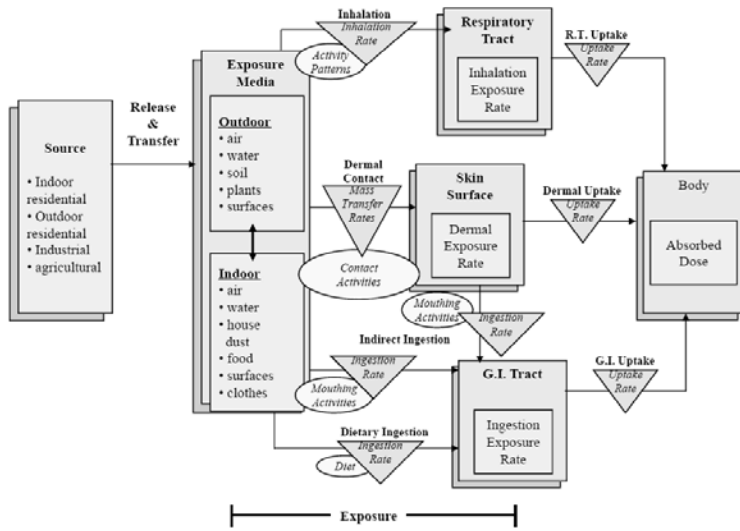 Source
• Indoor
residential
• Outdoor
residential
• Industrial
• agricultural
Release
&
Transfer
Exposure
Media
Outdoor
• air
• water
• soil
• plants
• surfaces
Indoor
• air
• water
• house
dust
• food
• surfaces
• clothes
Inhalation
Inhalation
Rate
Activity
Patterns
Respiratory
Tract
Inhalation
Exposure
Rate
R.T. Uptake
Uptake
Rate
Dermal
Contact
Mass
Transfer
Rates
Contact
Activities
Skin
Surface
Dermal
Exposure
Rate
Dermal Uptake
Uptake
Rate
Body
Absorbed
Dose
Mouthing
Activities
Ingestion
Rate
Indirect Ingestion
Ingestion
Rate
Mouthing
Activities
G.I. Tract
Ingestion
Exposure
Rate
G.I. Uptake
Uptake
Rate
Dietary Ingestion
Ingestion
Rate
Diet
Exposure